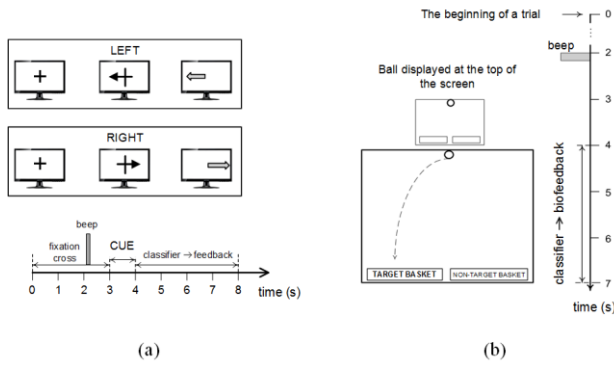 LEFT
RIGHT
beep
fixation
cross
CUE
classifier → feedback
0 1 2 3 4 5 6 7 8
time (s)
(a)
The beginning of a trial
0
beep
2
Ball displayed at the top of
the screen
3
4
5
6
7
classifier → biofeedback
TARGET BASKET
NON-TARGET BASKET
time (s)
(b)